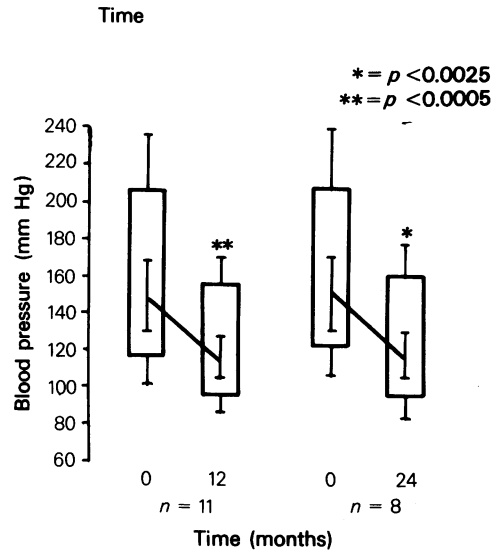 Time
* = p <0.0025
** = p <0.0005
240
220
200
180
160
140
120
100
80
60
Blood pressure (mm Hg)
**
*
0 12 0 24
n = 11 n = 8
Time (months)